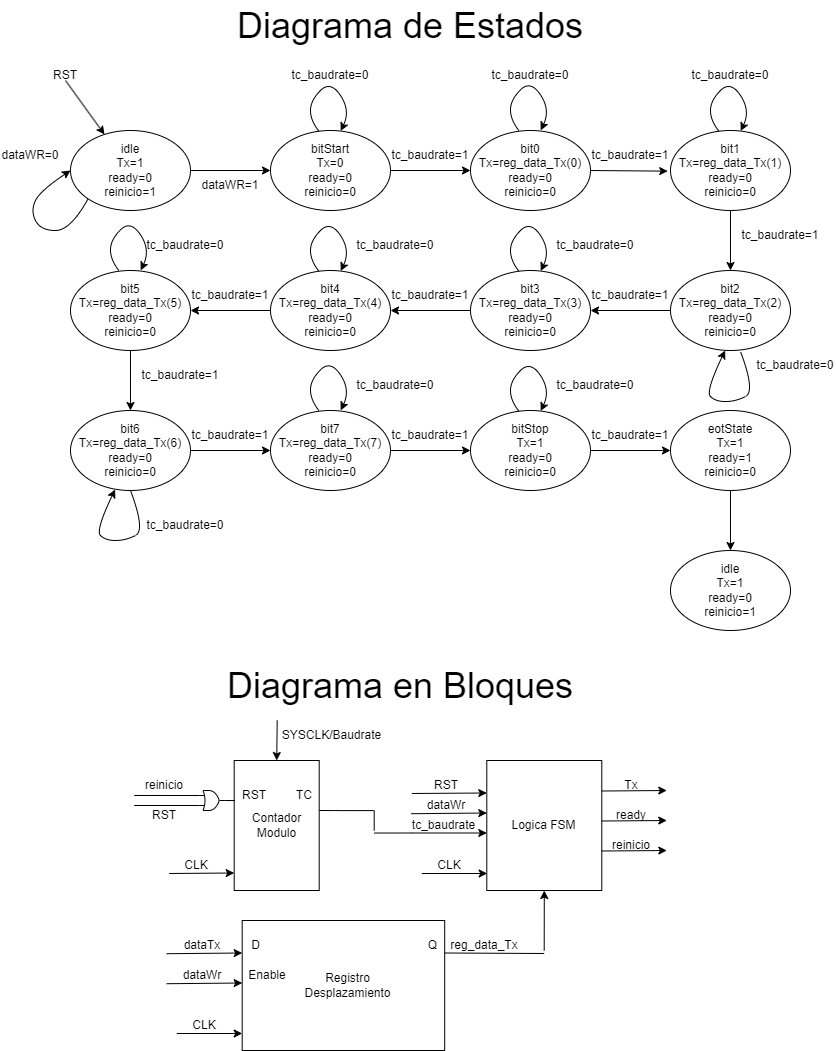 Diagrama de Estados
RST
tc_baudrate=0
tc_baudrate=0
tc_baudrate=0
dataWR=0
idle
Tx=1
ready=0
reinicio=1
dataWR=1
bitStart
Tx=0
ready=0
reinicio=0
tc_baudrate=1
bit0
Tx=reg_data_Tx(0)
ready=0
reinicio=0
tc_baudrate=1
bit1
Tx=reg_data_Tx(1)
ready=0
reinicio=0
tc_baudrate=1
tc_baudrate=0
tc_baudrate=0
tc_baudrate=0
bit5
Tx=reg_data_Tx(5)
ready=0
reinicio=0
tc_baudrate=1
bit4
Tx=reg_data_Tx(4)
ready=0
reinicio=0
tc_baudrate=1
bit3
Tx=reg_data_Tx(3)
ready=0
reinicio=0
tc_baudrate=1
bit2
Tx=reg_data_Tx(2)
ready=0
reinicio=0
tc_baudrate=0
tc_baudrate=1
tc_baudrate=0
tc_baudrate=0
bit6
Tx=reg_data_Tx(6)
ready=0
reinicio=0
tc_baudrate=1
bit7
Tx=reg_data_Tx(7)
ready=0
reinicio=0
tc_baudrate=1
bitStop
Tx=1
ready=0
reinicio=0
tc_baudrate=1
eotState
Tx=1
ready=1
reinicio=0
tc_baudrate=0
idle
Tx=1
ready=0
reinicio=1
Diagrama en Bloques
SYSCLK/Baudrate
reinicio
RST
RST
TC
Contador
Modulo
CLK
RST
dataWr
tc_baudrate
CLK
Logica FSM
Tx
ready
reinicio
dataTx
dataWr
CLK
D
Enable
Q
Registro
Desplazamiento
reg_data_Tx